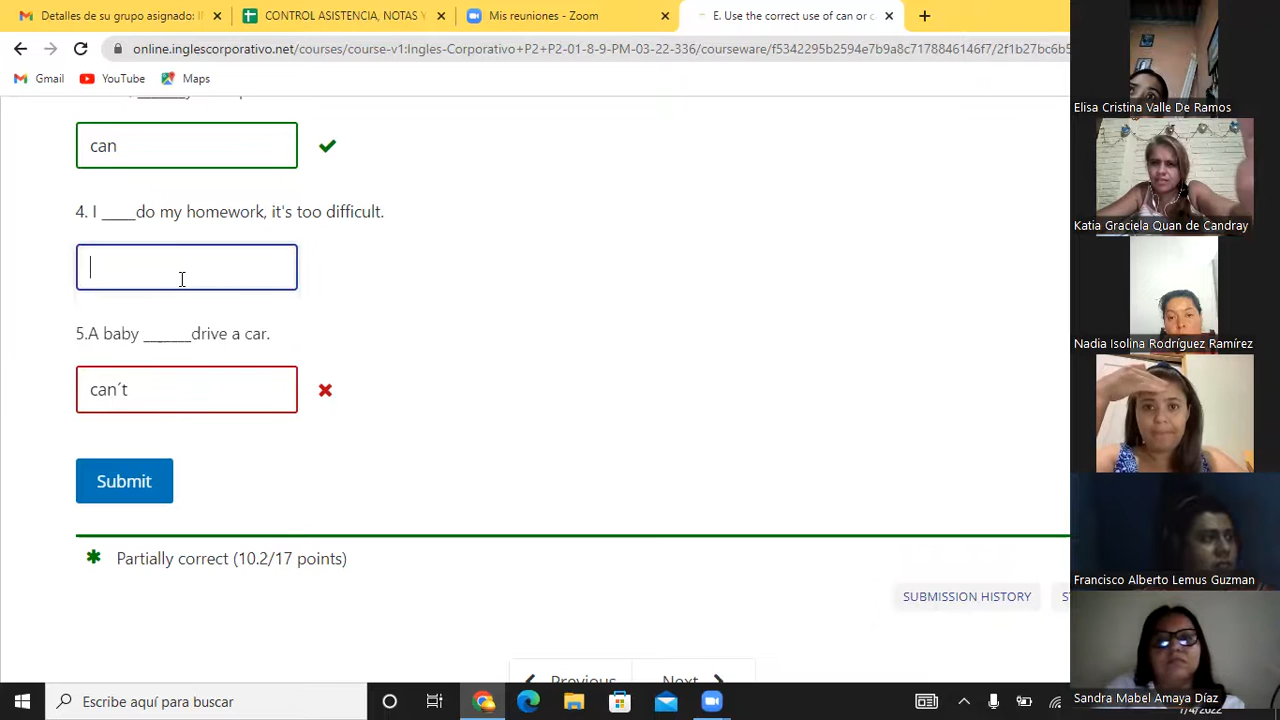 Detalles de su grupo asignado: I
CONTROL ASISTENCIA, NOTAS Y
Mis reuniones - Zoom
E. Use the correct use of can or c
online.inglescorporativo.net/courses/course-v1:Ingles-Corporativo+P2+P2-01-8-9-PM-03-22-336/courseware/f5342295b2594e7b9a8c7178846146f7/2f1b27bc6b5
Gmail
YouTube
Maps
can
4. I ____do my homework, it's too difficult.
5.A baby ______drive a car.
can´t
Submit
Partially correct (10.2/17 points)
SUBMISSION HISTORY
Previous
Next
Escribe aquí para buscar
Elisa Cristina Valle De Ramos
Katia Graciela Quan de Candray
Nadia Isolina Rodríguez Ramírez
Francisco Alberto Lemus Guzman
Sandra Mabel Amaya Díaz